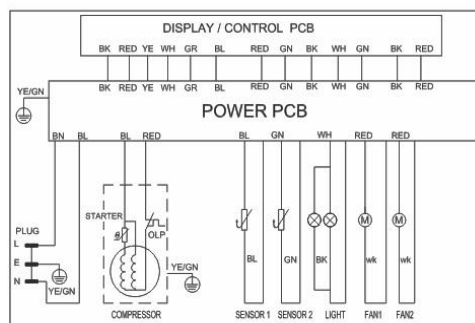 DISPLAY / CONTROL PCB
BK RED YE WH GR BL RED GN BK WH GN BK RED
BK RED YE WH GR BL RED GN BK WH GN BK RED
YE/GN
POWER PCB
BN BL BL RED BL GN WH RED RED
STARTER
OLP
PLUG
L
E
N
YE/GN
YE/GN
BL GN BK wk wk
COMPRESSOR SENSOR 1 SENSOR 2 LIGHT FAN1 FAN2
M M